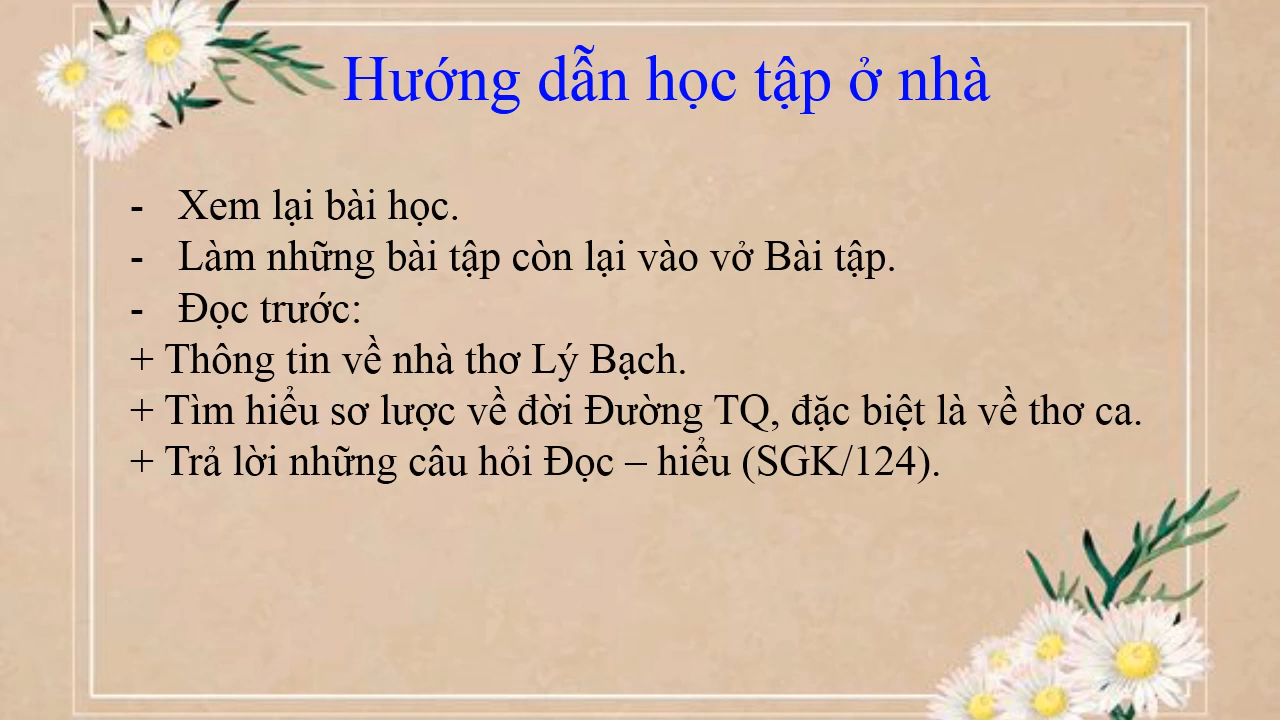 Hướng dẫn học tập ở nhà
- Xem lại bài học.
- Làm những bài tập còn lại vào vở Bài tập.
- Đọc trước:
+ Thông tin về nhà thơ Lý Bạch.
+ Tìm hiểu sơ lược về đời Đường TQ, đặc biệt là về thơ ca.
+ Trả lời những câu hỏi Đọc – hiểu (SGK/124).